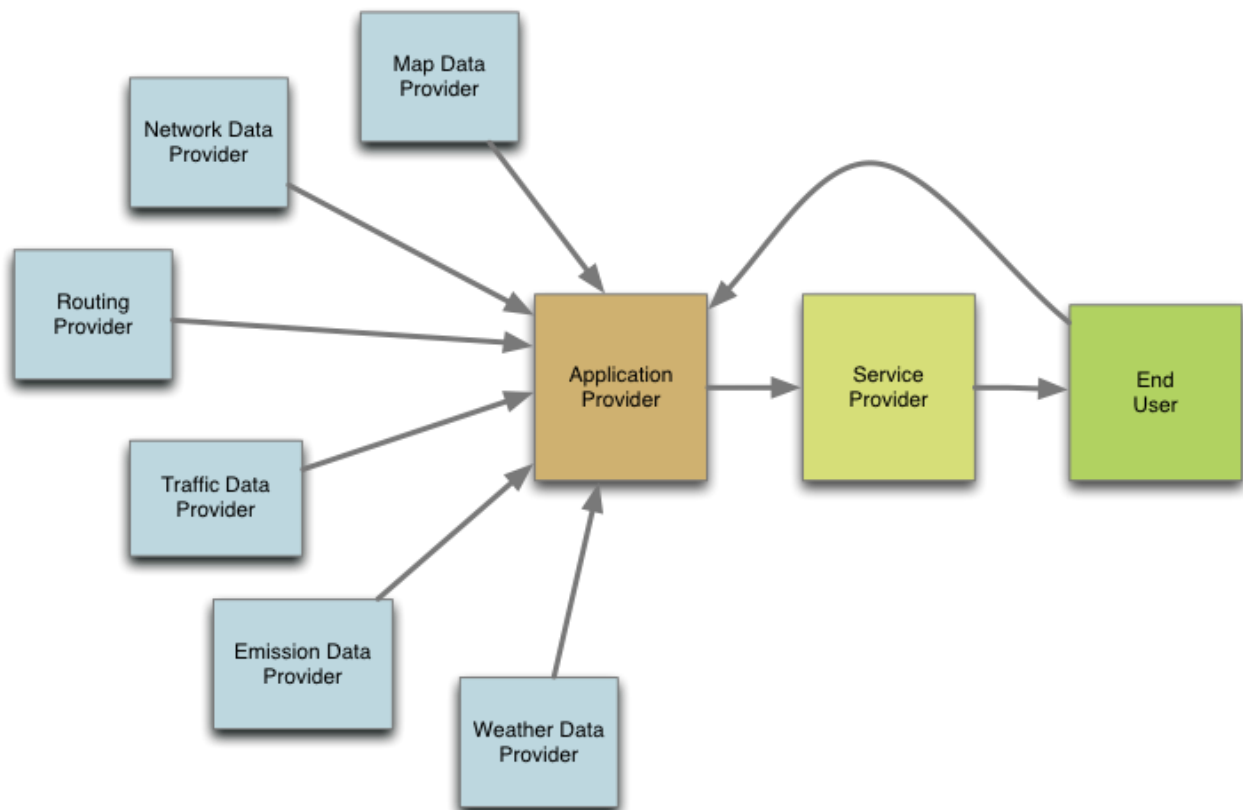 Map Data
Provider
Network Data
Provider
Routing
Provider
Application
Provider
Service
Provider
End
User
Traffic Data
Provider
Emission Data
Provider
Weather Data
Provider